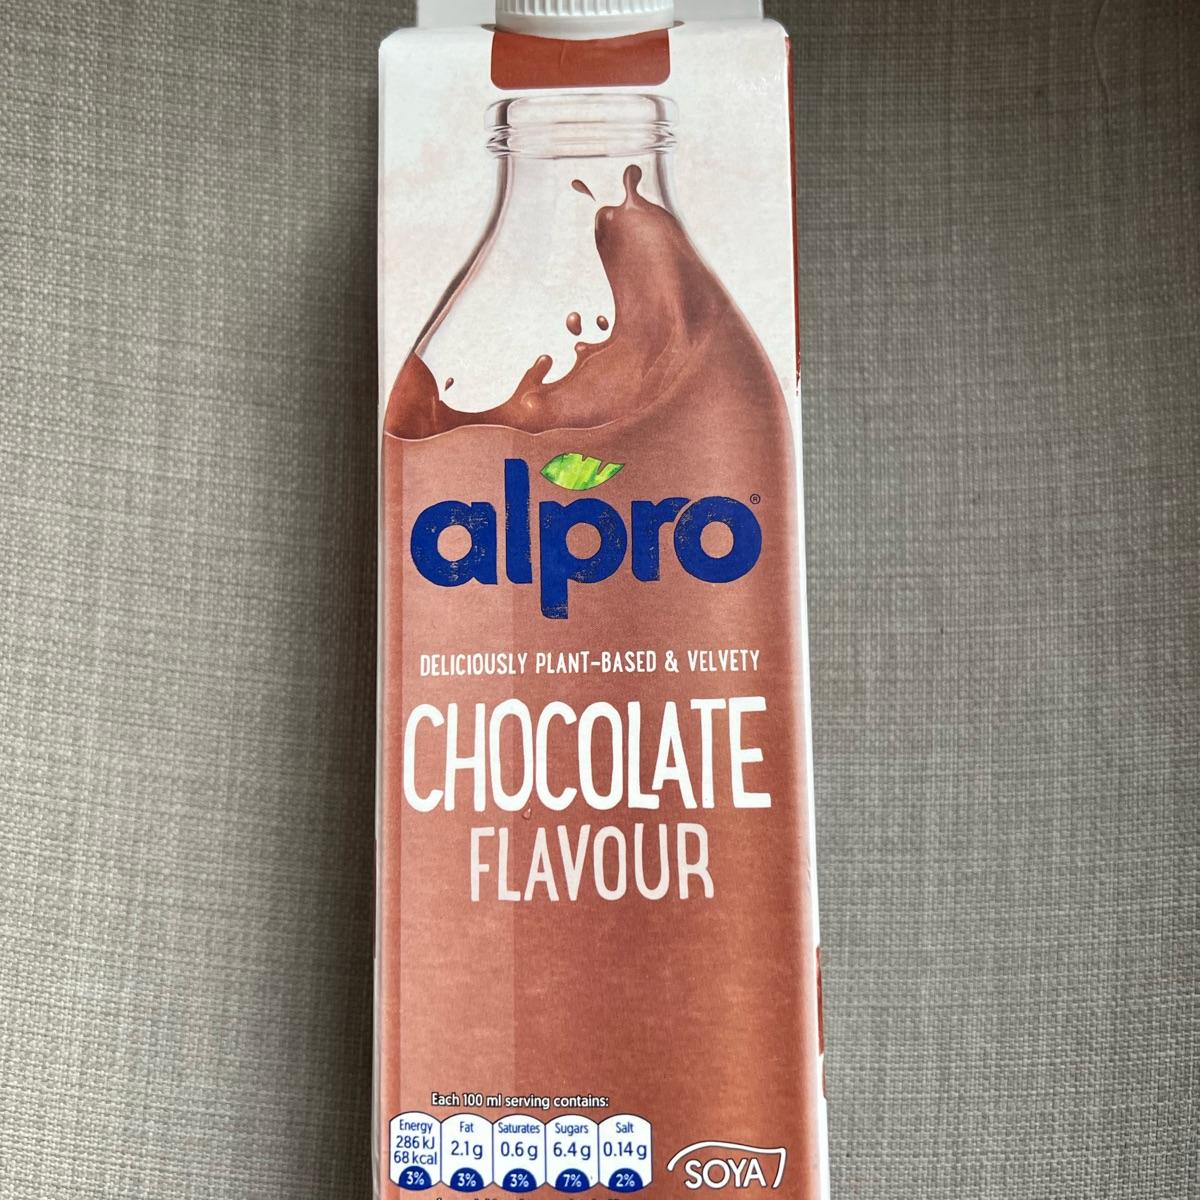 alpro®
DELICIOUSLY PLANT-BASED & VELVETY
CHOCOLATE
FLAVOUR
Each 100 ml serving contains:
Energy Fat Saturates Sugars Salt
286 kJ
68 kcal 2.1g 0.6g 6.4g 0.14g
3% 3% 3% 7% 2%
SOYA